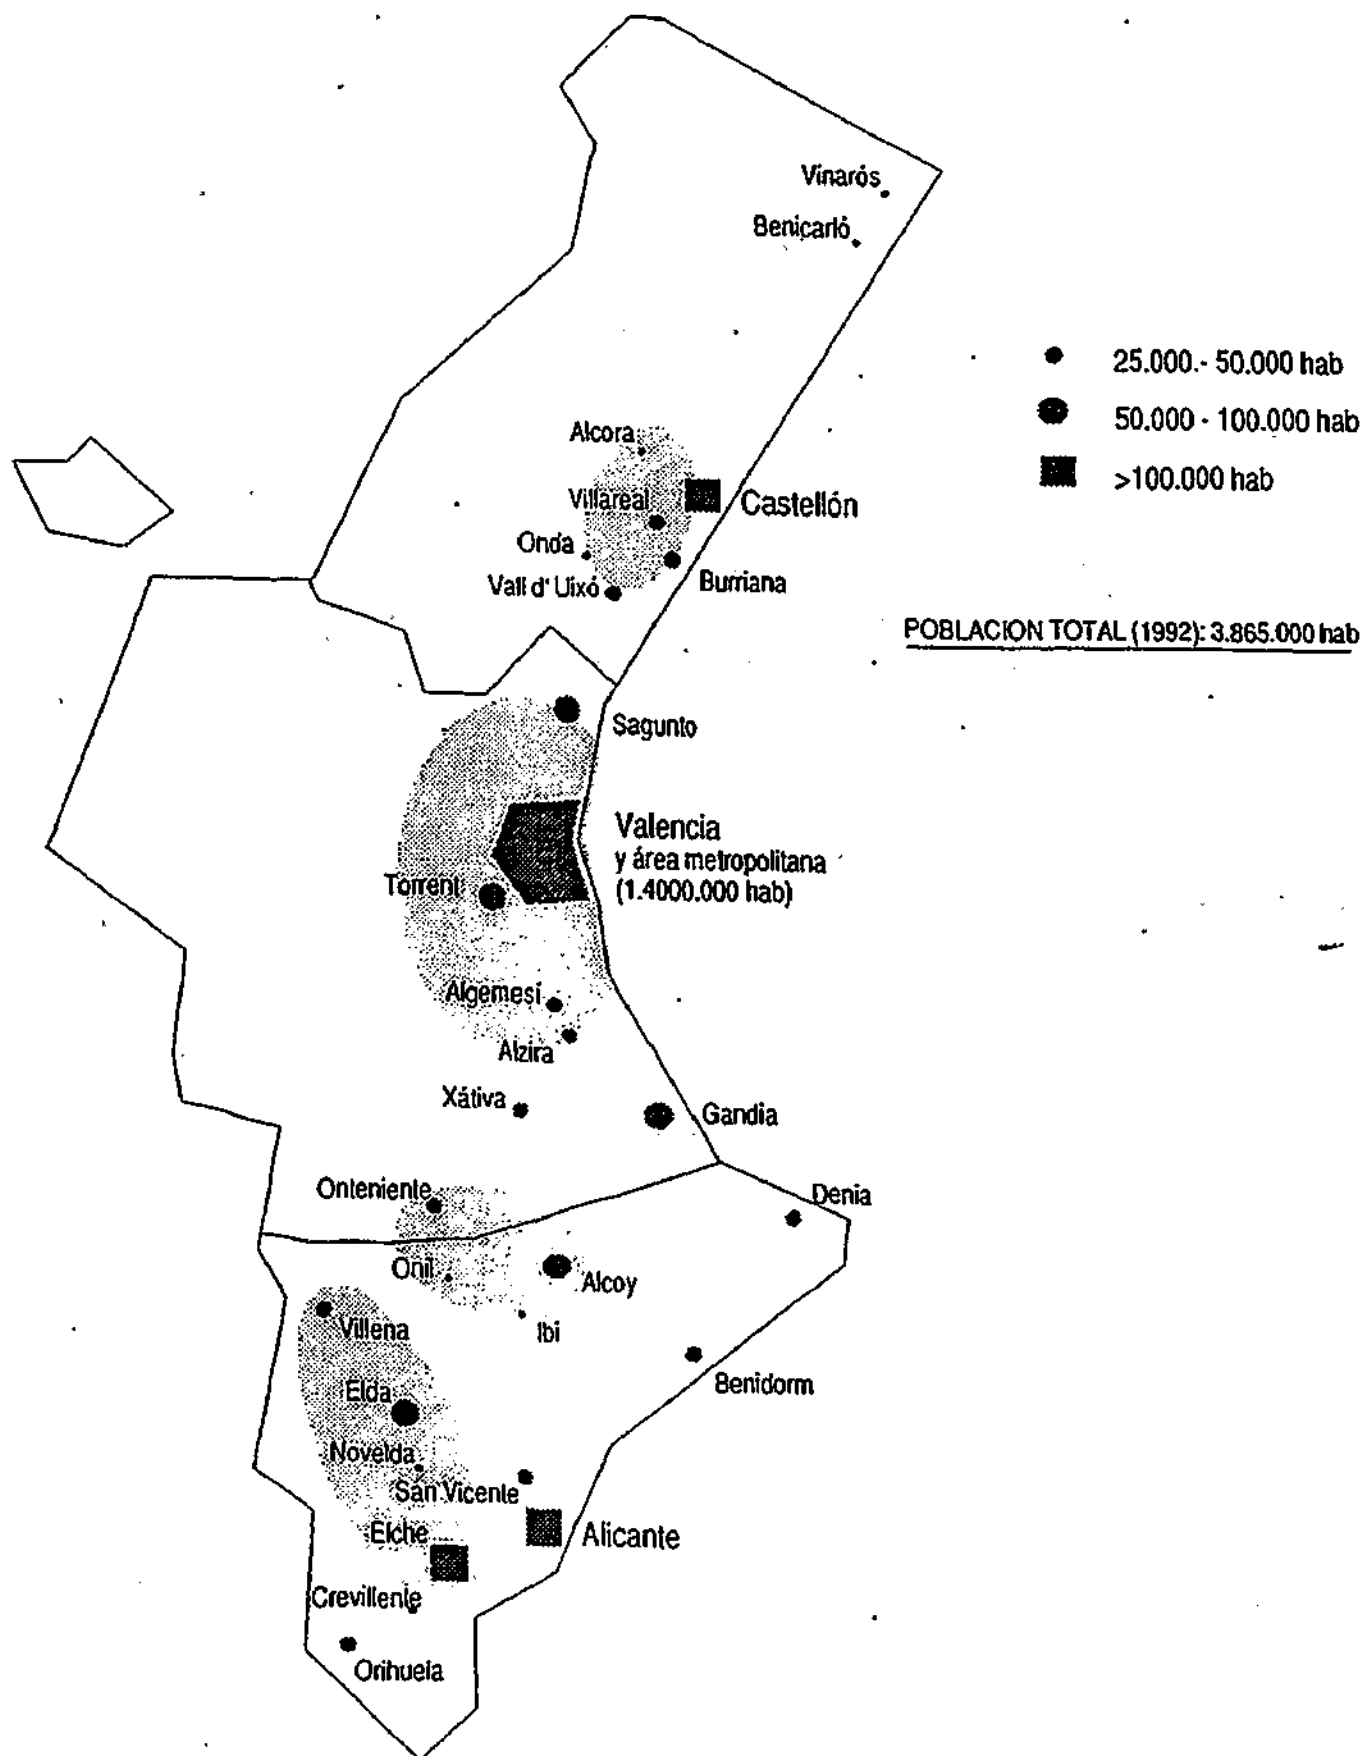 Vinarós
Benicarló
25.000.- 50.000 hab
50.000 - 100.000 hab
>100.000 hab
Alcora
Villareal
Castellón
Onda
Burriana
Vall d' Uixó
POBLACION TOTAL (1992): 3.865.000 hab
Sagunto
Valencia
y área metropolitana
(1.4000.000 hab)
Torrent
Algemesí
Alzira
Xátiva
Gandia
Onteniente
Denia
Onil
Alcoy
Ibi
Villena
Benidorm
Elda
Novelda
San Vicente
Elche
Alicante
Crevillente
Orihuela